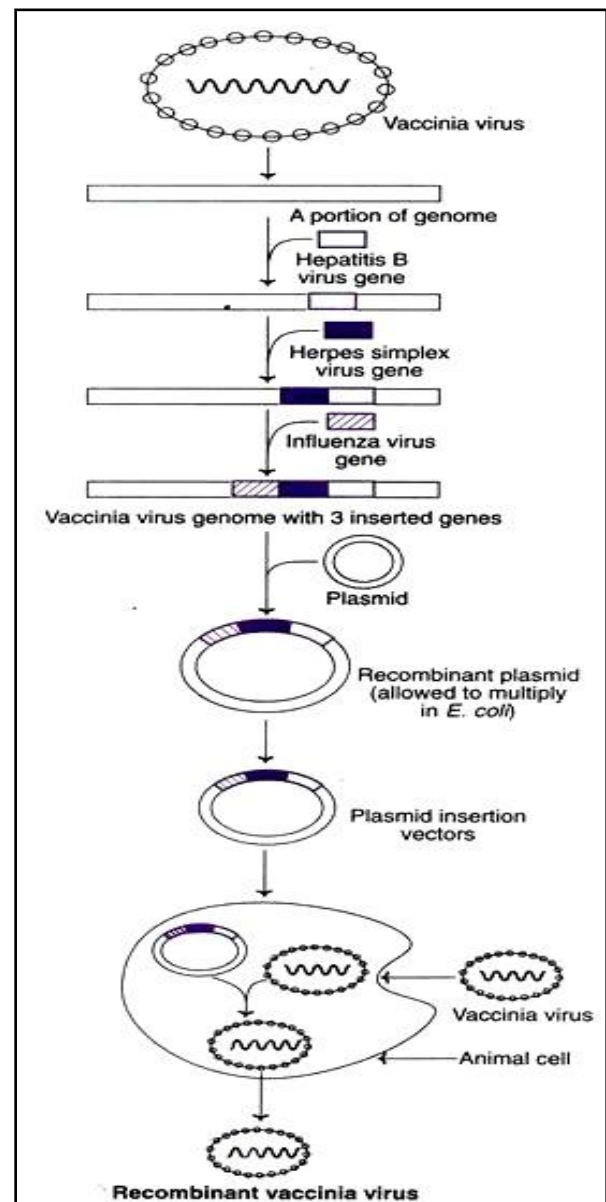 Vaccinia virus
A portion of genome
Hepatitis B
virus gene
Herpes simplex
virus gene
Influenza virus
gene
Vaccinia virus genome with 3 inserted genes
Plasmid
Recombinant plasmid
(allowed to multiply
in E. coli)
Plasmid insertion
vectors
Vaccinia virus
Animal cell
Recombinant vaccinia virus